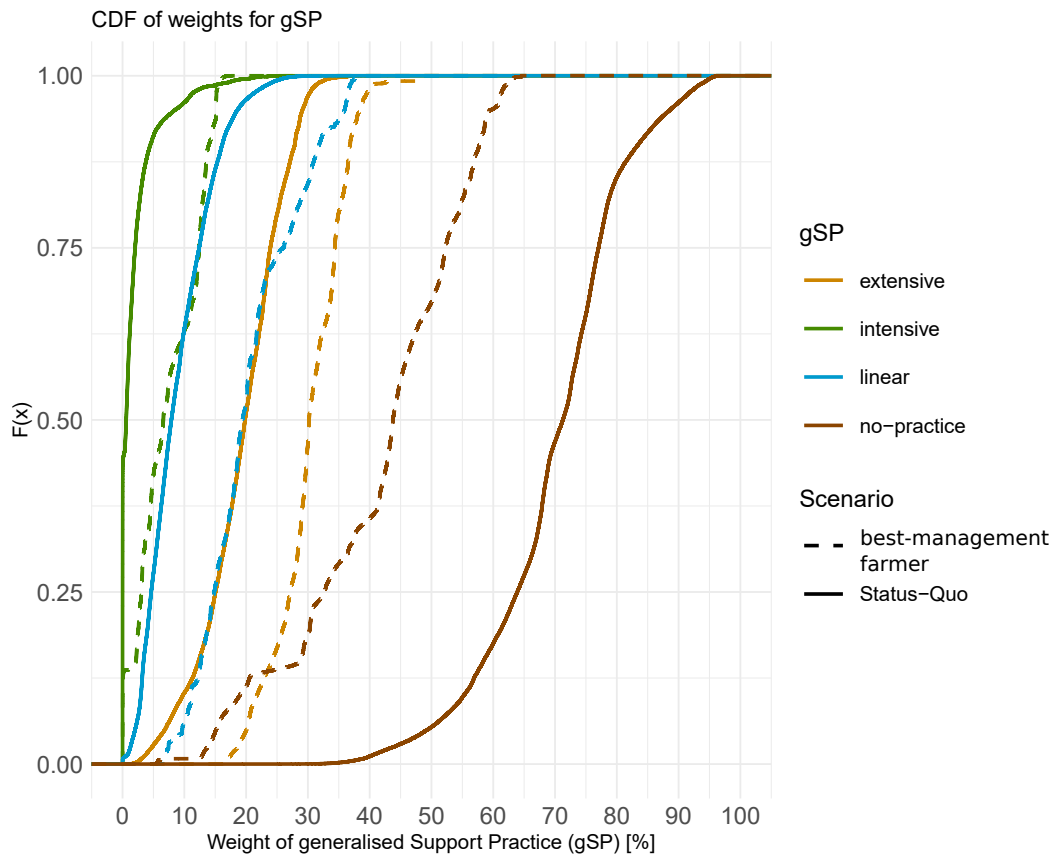 CDF of weights for gSP
F(x)
1.00
0.75
0.50
0.25
0.00
0 10 20 30 40 50 60 70 80 90 100
Weight of generalised Support Practice (gSP) [%]
gSP
extensive
intensive
linear
no−practice
Scenario
best-management
farmer
Status−Quo